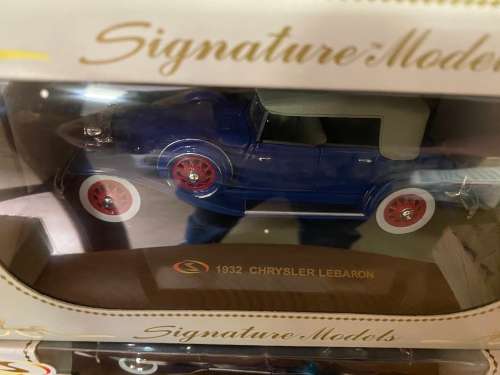 Signature Models
1932 CHRYSLER LEBARON
Signature Models